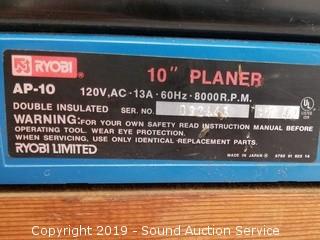 RYOBI 10" PLANER
AP-10 120V,AC·13A·60Hz·8000R.P.M.
DOUBLE INSULATED SER. NO.
WARNING: FOR YOUR OWN SAFETY READ INSTRUCTION MANUAL BEFORE
OPERATING TOOL. WEAR EYE PROTECTION.
WHEN SERVICING, USE ONLY IDENTICAL REPLACEMENT PARTS.
RYOBI LIMITED
MADE IN JAPAN
Copyright 2019 - Sound Auction Service